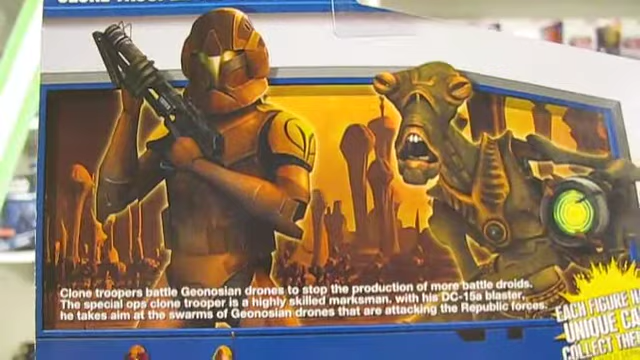 Clone troopers battle Geonosian drones to stop the production of more battle droids.
The special ops clone trooper is a highly skilled marksman. with his DC-15a blaster,
he takes aim at the swarms of Geonosian drones that are attacking the Republic forces.
EACH FIGURE
UNIQUE
COLLECT